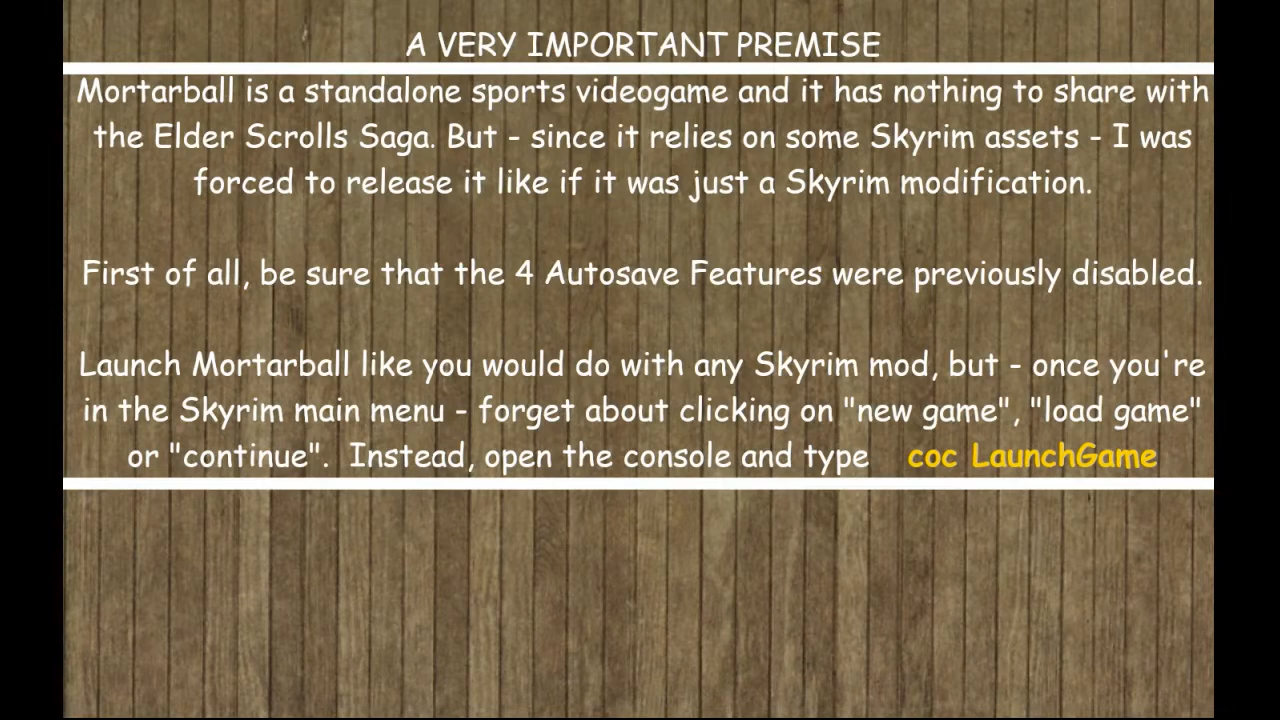 A VERY IMPORTANT PREMISE
Mortarball is a standalone sports videogame and it has nothing to share with
the Elder Scrolls Saga. But - since it relies on some Skyrim assets - I was
forced to release it like if it was just a Skyrim modification.
First of all, be sure that the 4 Autosave Features were previously disabled.
Launch Mortarball like you would do with any Skyrim mod, but - once you're
in the Skyrim main menu - forget about clicking on "new game", "load game"
or "continue".  Instead, open the console and type    coc LaunchGame